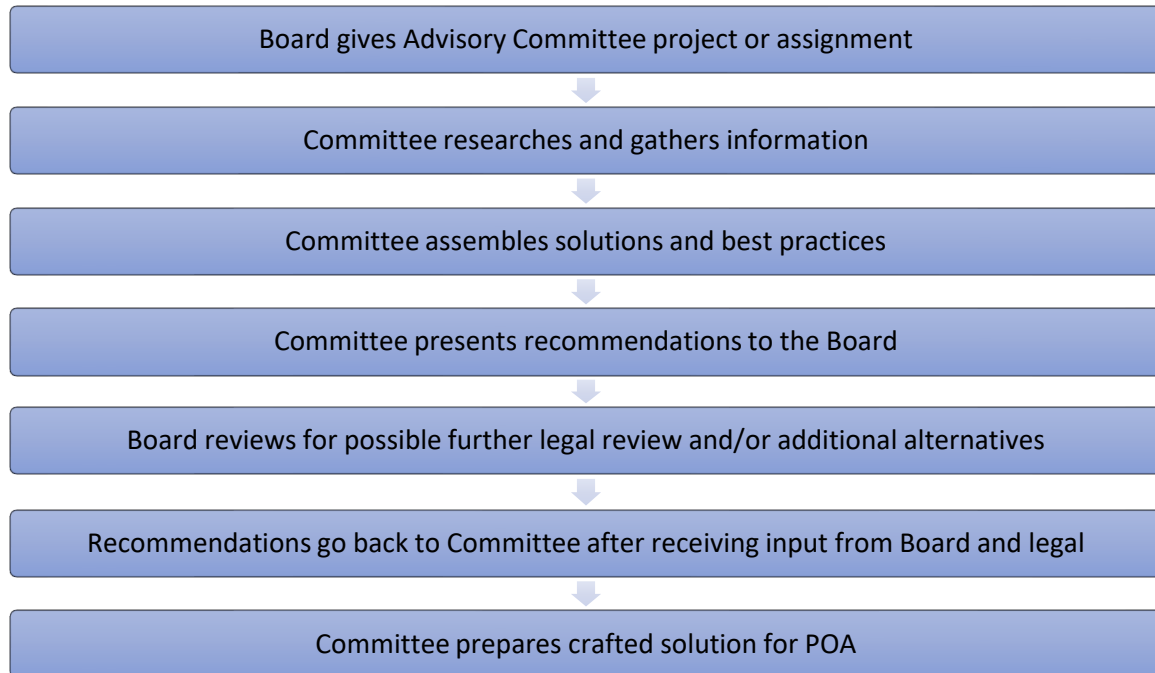 Board gives Advisory Committee project or assignment
Committee researches and gathers information
Committee assembles solutions and best practices
Committee presents recommendations to the Board
Board reviews for possible further legal review and/or additional alternatives
Recommendations go back to Committee after receiving input from Board and legal
Committee prepares crafted solution for POA